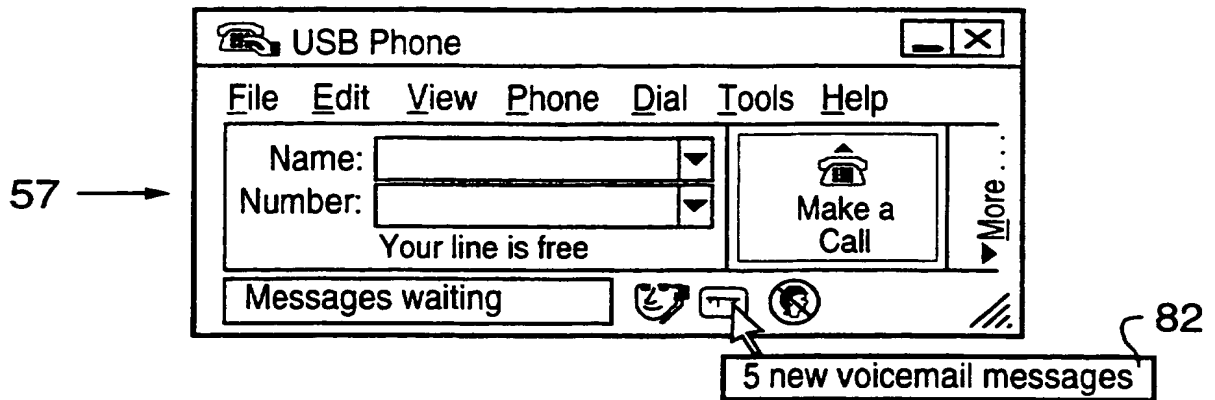 USB Phone
File Edit View Phone Dial Tools Help
Name:
Number:
Your line is free
Make a
Call
More ...
Messages waiting
57
82
5 new voicemail messages